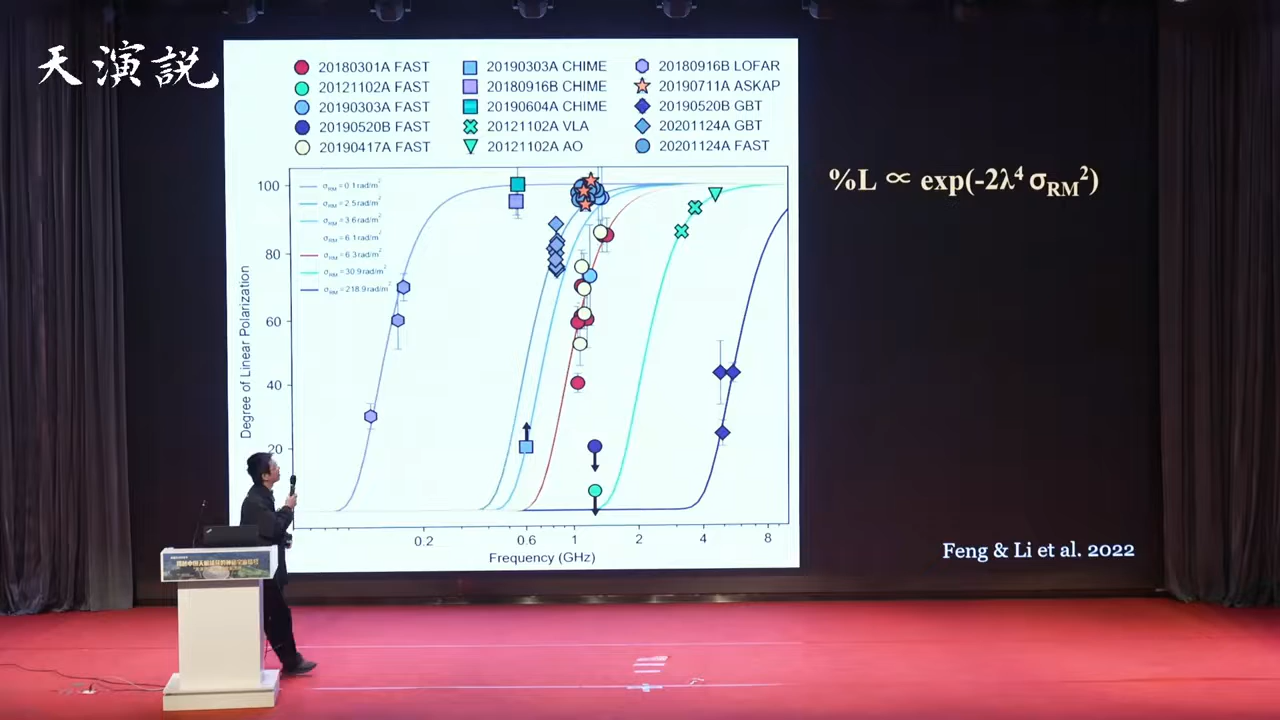 天演説
20180301A FAST
20121102A FAST
20190303A FAST
20190520B FAST
20190417A FAST
20190303A CHIME
20180916B CHIME
20190604A CHIME
20121102A VLA
20121102A AO
20180916B LOFAR
20190711A ASKAP
20190520B GBT
20201124A GBT
20201124A FAST
σRM = 0.1 rad/m²
σRM = 2.5 rad/m²
σRM = 3.6 rad/m²
σRM = 6.1 rad/m²
σRM = 6.3 rad/m²
σRM = 30.9 rad/m²
σRM = 218.9 rad/m²
100
80
60
40
20
Degree of Linear Polarization
0.2
0.6
0.8
1
2
4
8
Frequency (GHz)
%L ∝ exp(-2λ⁴ σRM²)
Feng & Li et al. 2022